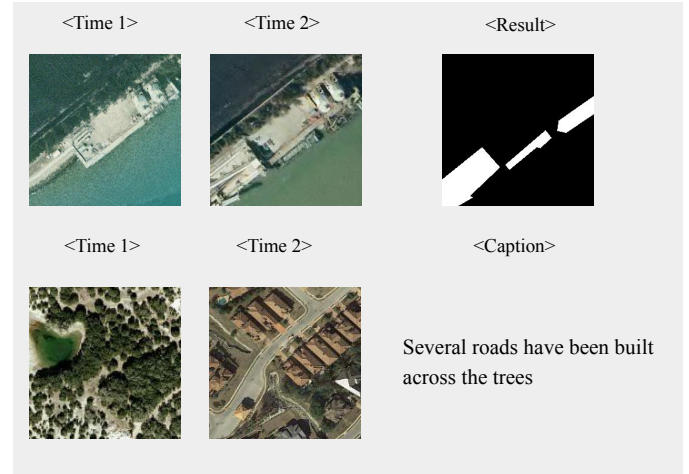 <Time 1>
<Time 2>
<Result>
<Time 1>
<Time 2>
<Caption>
Several roads have been built
across the trees